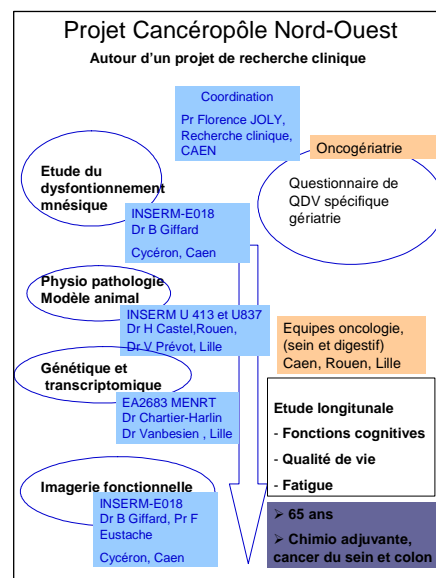 Projet Cancéropôle Nord-Ouest
Autour d'un projet de recherche clinique
Coordination
Pr Florence JOLY,
Recherche clinique,
CAEN
Oncogériatrie
Questionnaire de
QDV spécifique
gériatrie
Etude du
dysfontionnement
mnésique
INSERM-E018
Dr B Giffard
Cycéron, Caen
Physio pathologie
Modèle animal
INSERM U 413 et U837
Dr H Castel,Rouen,
Dr V Prévot, Lille
Equipes oncologie,
(sein et digestif)
Caen, Rouen, Lille
Génétique et
transcriptomique
EA2683 MENRT
Dr Chartier-Harlin
Dr Vanbesien , Lille
Etude longitunale
- Fonctions cognitives
- Qualité de vie
- Fatigue
Imagerie fonctionnelle
INSERM-E018
Dr B Giffard, Pr F
Eustache
Cycéron, Caen
➢ 65 ans
➢ Chimio adjuvante,
cancer du sein et colon